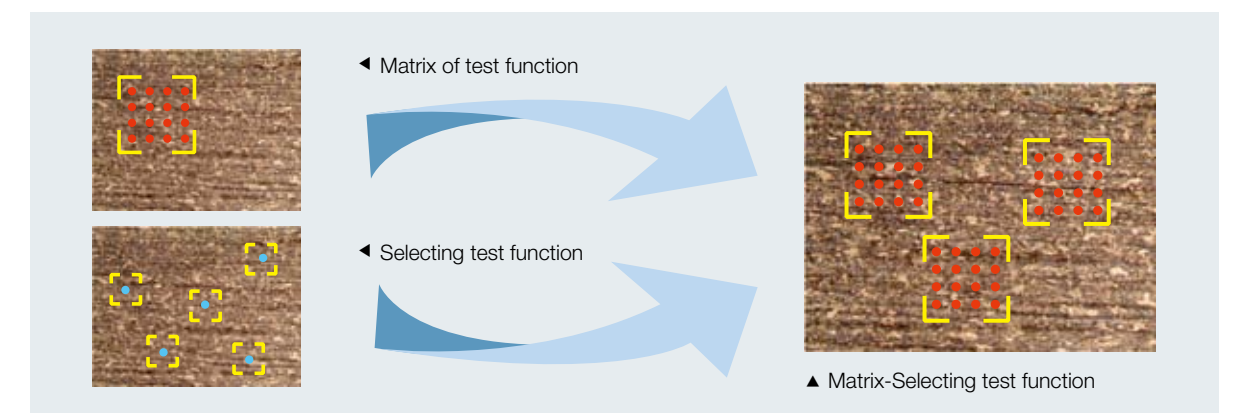 ◀ Matrix of test function
◀ Selecting test function
▲ Matrix-Selecting test function